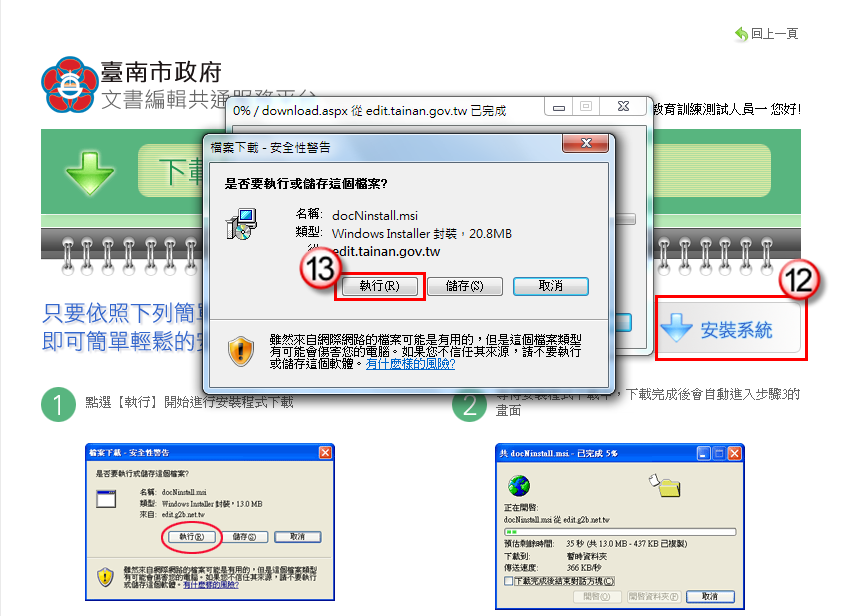 回上一頁
臺南市政府
文書編輯共通服務平台
0% / download.aspx 從 edit.tainan.gov.tw 已完成
教育訓練測試人員一 您好!
檔案下載 - 安全性警告
下載
是否要執行或儲存這個檔案?
名稱: docNinstall.msi
類型: Windows Installer 封裝，20.8MB
從: edit.tainan.gov.tw
13
執行(R)
儲存(S)
取消
12
安裝系統
只要依照下列簡單
即可簡單輕鬆的安
雖然來自網際網路的檔案可能是有用的，但是這個檔案類型
有可能會傷害您的電腦。如果您不信任其來源，請不要執行
或儲存這個軟體。有什麼樣的風險?
1 點選【執行】開始進行安裝程式下載
2 等待安裝程式下載中，下載完成後會自動進入步驟3的
畫面
檔案下載 - 安全性警告
是否要執行或儲存這個檔案?
名稱: docNinstall.msi
類型: Windows Installer 封裝，13.0 MB
來自: edit.g2b.net.tw
執行(R)
儲存(S)
取消
雖然來自網際網路的檔案可能是有用的，但是這個檔案類型
有可能會傷害您的電腦。如果您不信任其來源，請不要執行
或儲存這個軟體。有什麼樣的風險?
共 docNinstall.msi - 已完成 5%
正在開啟:
docNinstall.msi 從 edit.g2b.net.tw
預估剩餘時間: 35 秒 (共 13.0 MB - 437 KB 已複製)
下載到: 暫時資料夾
傳送速度: 366 KB/秒
下載完成後結束對話方塊(C)
開啟(O)
開啟資料夾(F)
取消